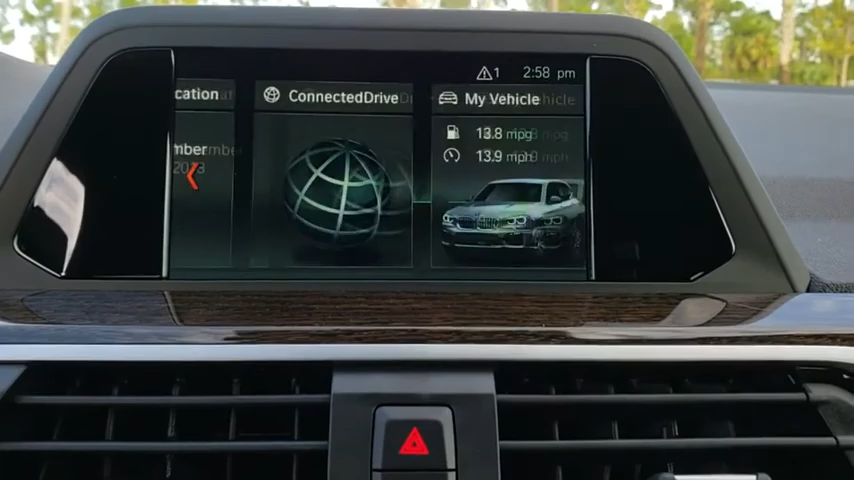 1 2:58 pm
cation
ConnectedDrive
My Vehicle
mber
13.8 mpg
13.9 mph